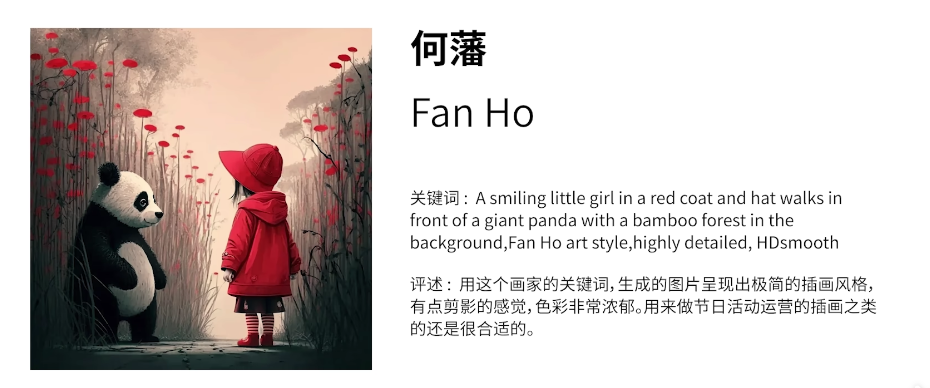 何藩
Fan Ho
关键词：A smiling little girl in a red coat and hat walks in
front of a giant panda with a bamboo forest in the
background,Fan Ho art style,highly detailed, HDsmooth
评述：用这个画家的关键词，生成的图片呈现出极简的插画风格，
有点剪影的感觉，色彩非常浓郁。用来做节日活动运营的插画之类
的还是很合适的。